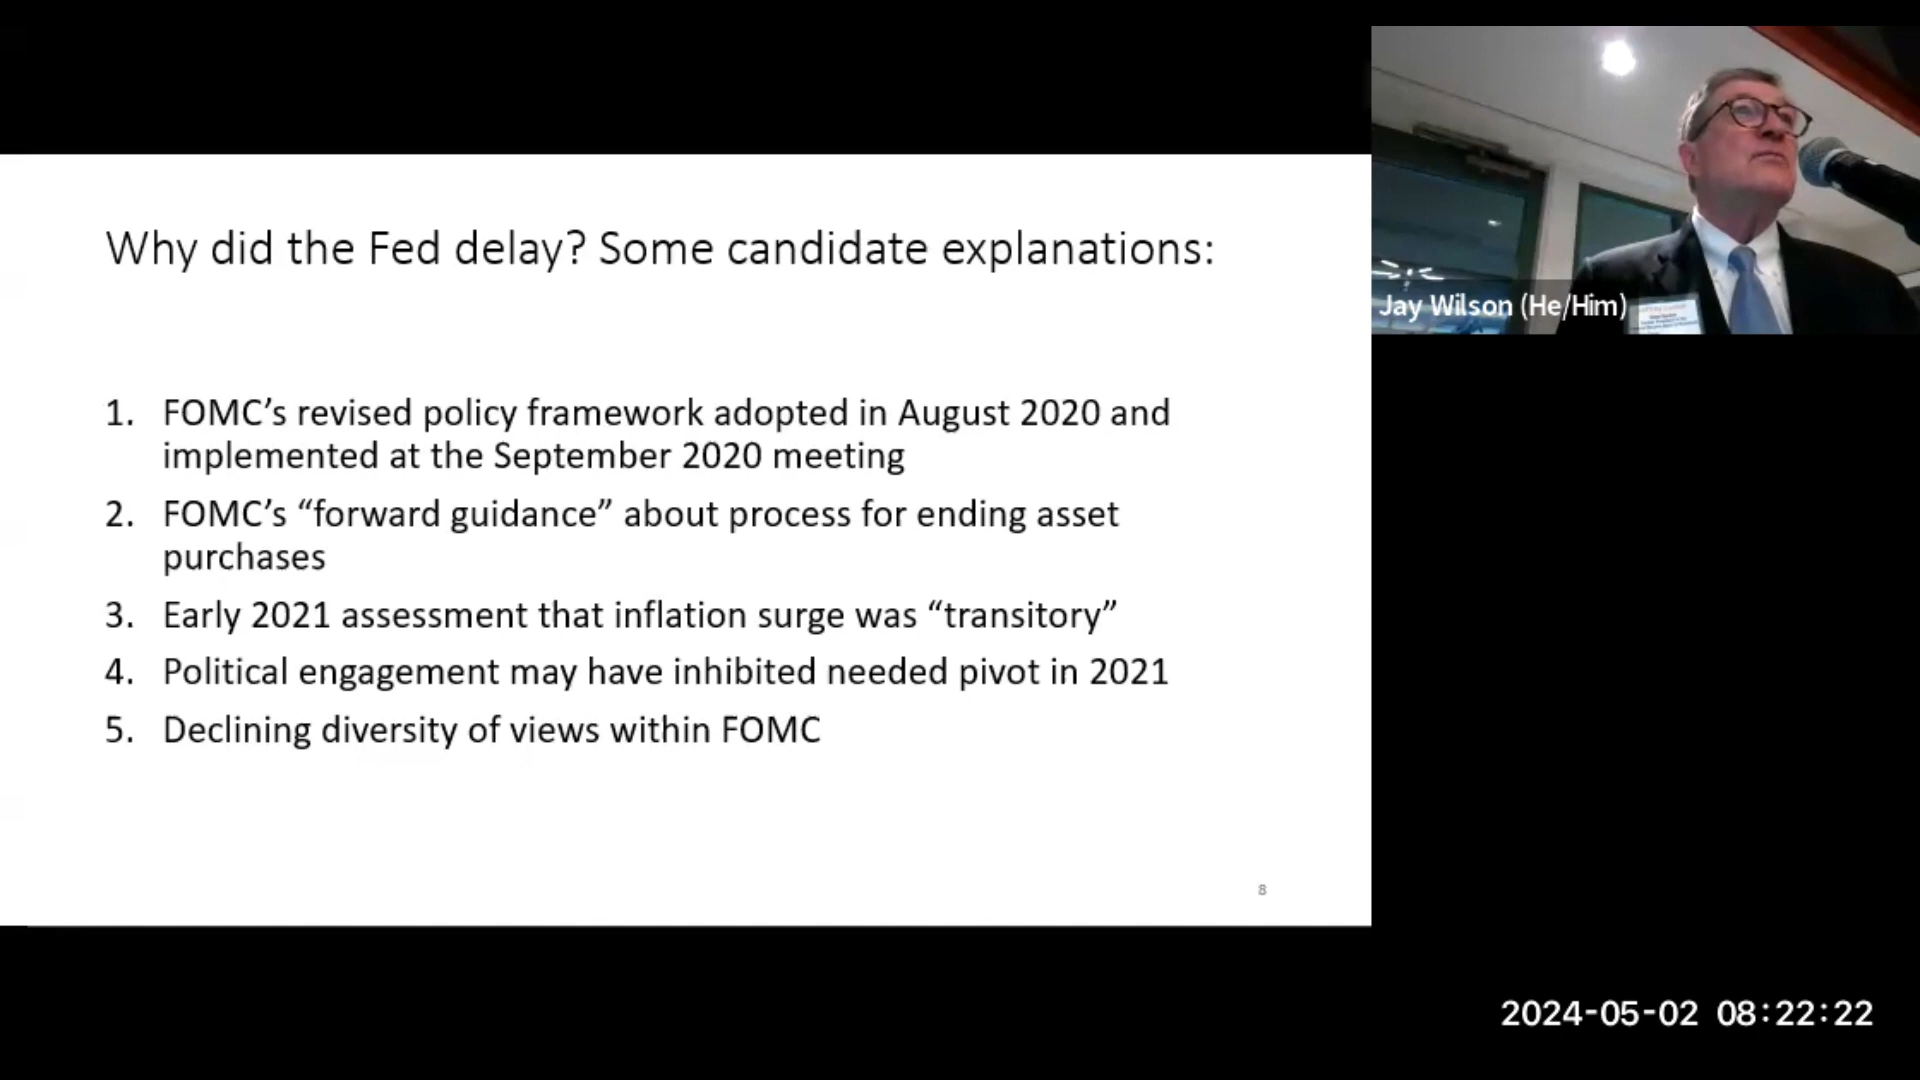 Why did the Fed delay? Some candidate explanations:
1. FOMC’s revised policy framework adopted in August 2020 and
implemented at the September 2020 meeting
2. FOMC’s “forward guidance” about process for ending asset
purchases
3. Early 2021 assessment that inflation surge was “transitory”
4. Political engagement may have inhibited needed pivot in 2021
5. Declining diversity of views within FOMC
8
Jay Wilson (He/Him)
2024-05-02 08:22:22